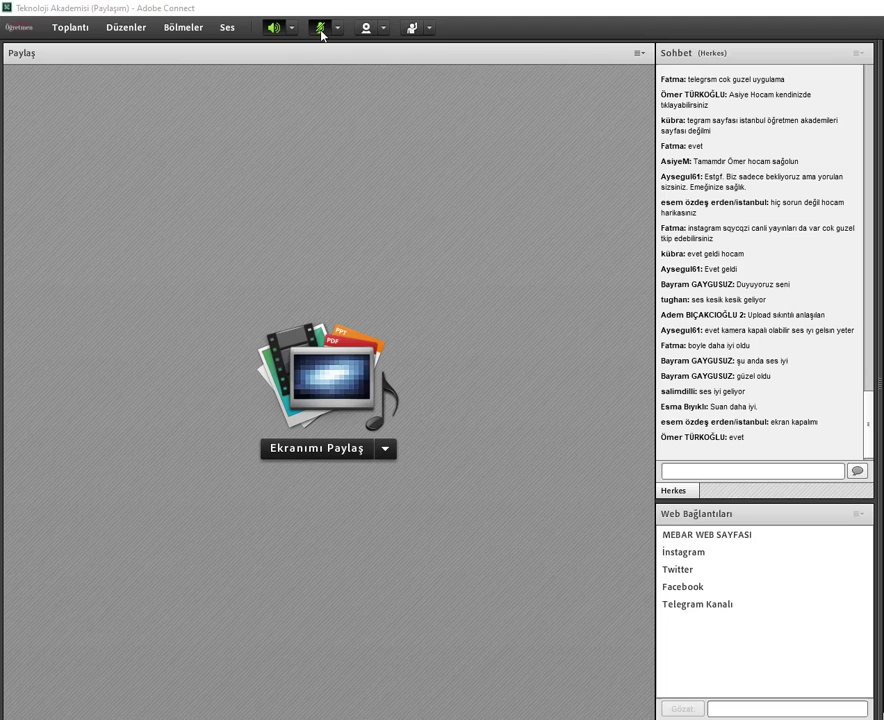 Teknoloji Akademisi (Paylaşım) - Adobe Connect
Öğretmen
Toplantı Düzenler Bölmeler Ses
Paylaş
PPT
PDF
Ekranımı Paylaş
Sohbet (Herkes)
Fatma: telegrsm cok guzel uygulama
Ömer TÜRKOĞLU: Asiye Hocam kendinizde
tıklayabilirsiniz
kübra: tegram sayfası istanbul öğretmen akademileri
sayfası değilmi
Fatma: evet
AsiyeM: Tamamdır Ömer hocam sağolun
Aysegul61: Estgf. Biz sadece bekliyoruz ama yorulan
sizsiniz. Emeğinize sağlık.
esem özdeş erden/istanbul: hiç sorun değil hocam
harikasınız
Fatma: instagram sqycqzi canli yayınları da var cok guzel
tkip edebilirsiniz
kübra: evet geldi hocam
Aysegul61: Evet geldi
Bayram GAYGUSUZ: Duyuyoruz seni
tughan: ses kesik kesik geliyor
Adem BIÇAKCIOĞLU 2: Upload sıkıntılı anlaşılan
Aysegul61: evet kamera kapalı olabilir ses iyi gelsın yeter
Fatma: boyle daha iyi oldu
Bayram GAYGUSUZ: şu anda ses iyi
Bayram GAYGUSUZ: güzel oldu
salimdilli: ses iyi geliyor
Esma Bıyıklı: Suan daha iyi.
esem özdeş erden/istanbul: ekran kapalımı
Ömer TÜRKOĞLU: evet
Herkes
Web Bağlantıları
MEBAR WEB SAYFASI
İnstagram
Twitter
Facebook
Telegram Kanalı
Gözat